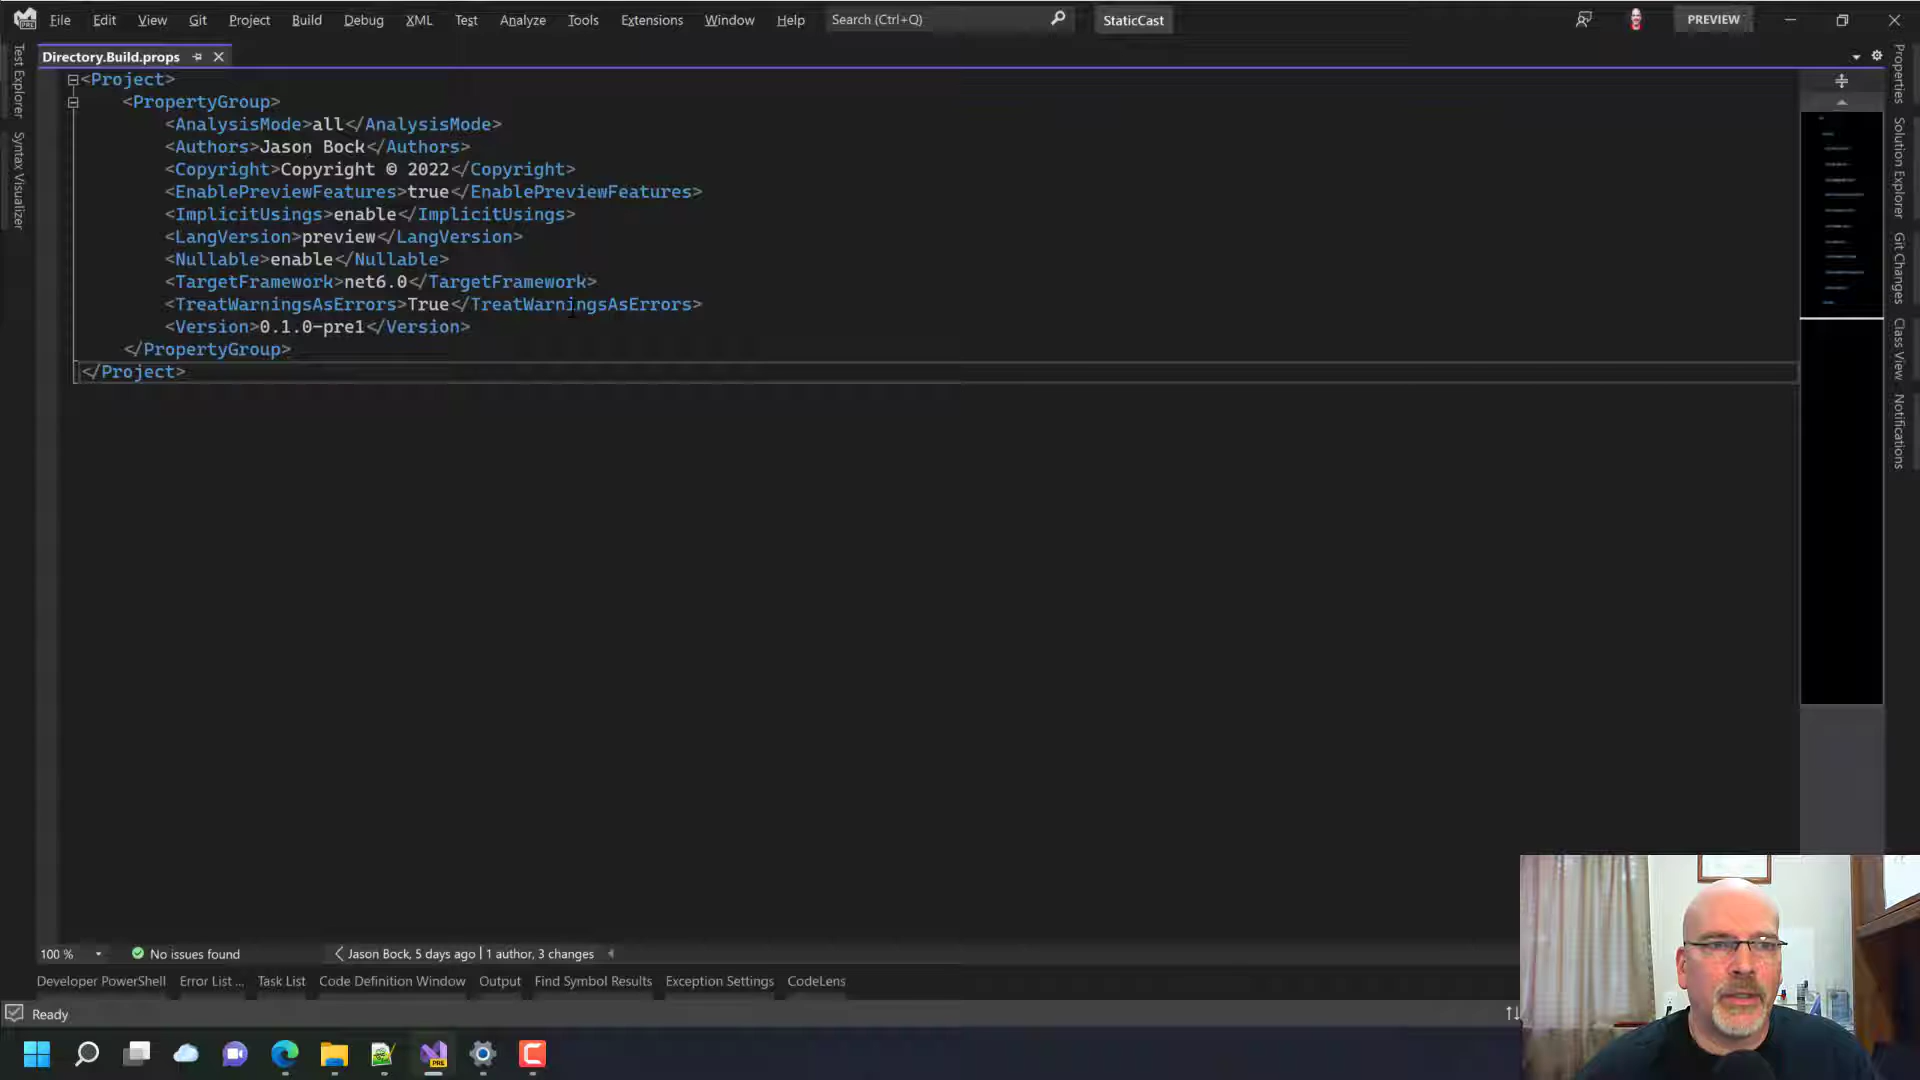 File Edit View Git Project Build Debug XML Test Analyze Tools Extensions Window Help Search (Ctrl+Q) StaticCast PREVIEW
Directory.Build.props
Test Explorer
Syntax Visualizer
<Project>
<PropertyGroup>
<AnalysisMode>all</AnalysisMode>
<Authors>Jason Bock</Authors>
<Copyright>Copyright © 2022</Copyright>
<EnablePreviewFeatures>true</EnablePreviewFeatures>
<ImplicitUsings>enable</ImplicitUsings>
<LangVersion>preview</LangVersion>
<Nullable>enable</Nullable>
<TargetFramework>net6.0</TargetFramework>
<TreatWarningsAsErrors>True</TreatWarningsAsErrors>
<Version>0.1.0-pre1</Version>
</PropertyGroup>
</Project>
Properties
Solution Explorer
Git Changes
Class View
Notifications
100 % No issues found Jason Bock, 5 days ago | 1 author, 3 changes
Developer PowerShell Error List ... Task List Code Definition Window Output Find Symbol Results Exception Settings CodeLens
Ready
PRE